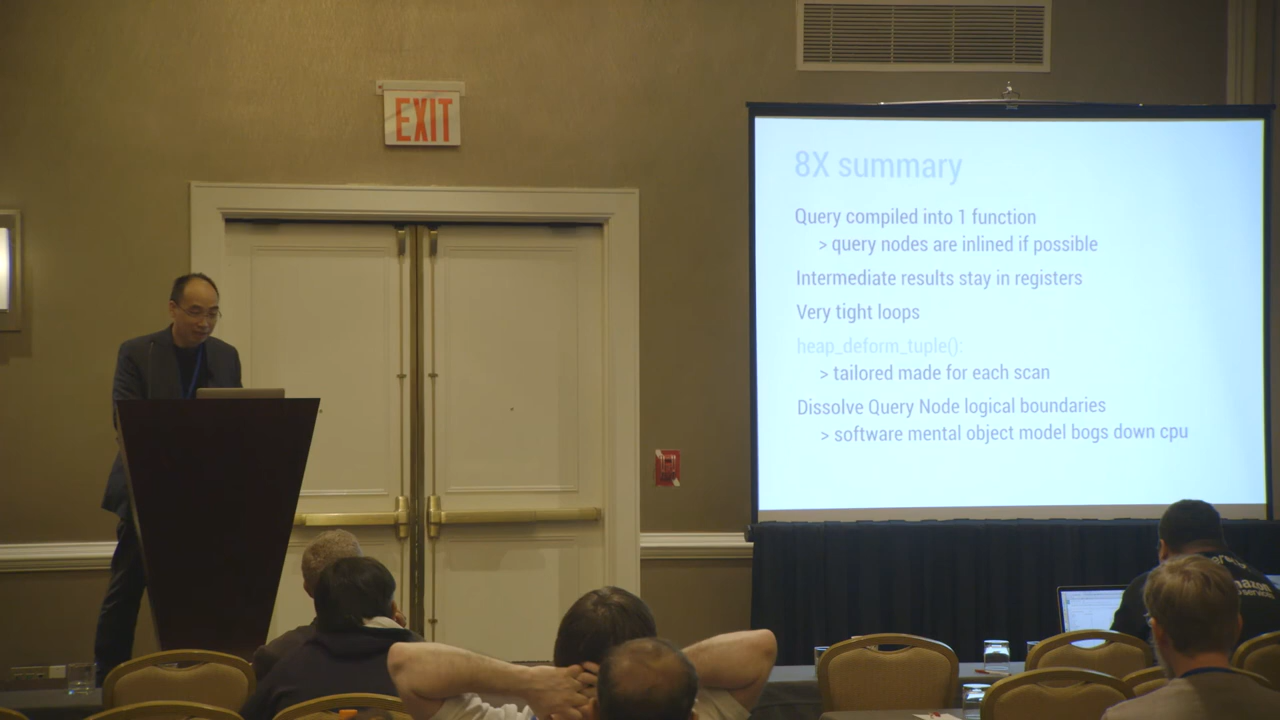 EXIT
8X summary
Query compiled into 1 function
> query nodes are inlined if possible
Intermediate results stay in registers
Very tight loops
heap_deform_tuple():
> tailored made for each scan
Dissolve Query Node logical boundaries
> software mental object model bogs down cpu